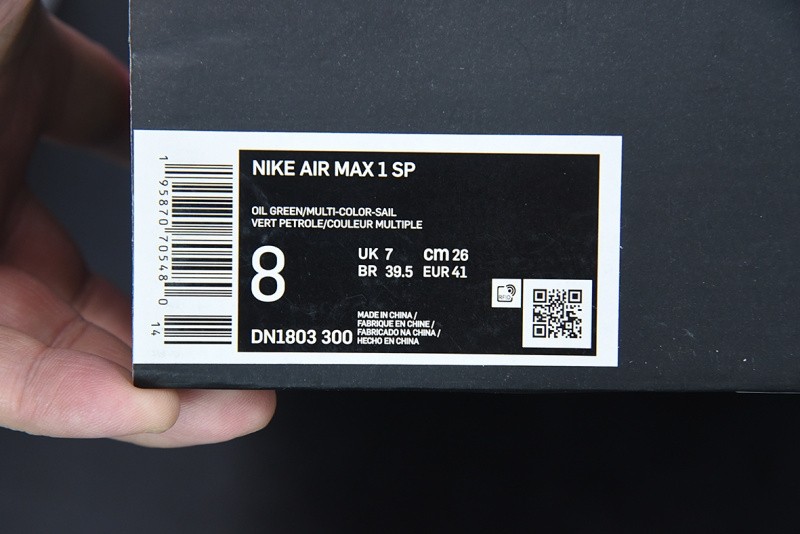 NIKE AIR MAX 1 SP
OIL GREEN/MULTI-COLOR-SAIL
VERT PETROLE/COULEUR MULTIPLE
8
UK 7 cm 26
BR 39.5 EUR 41
DN1803 300
MADE IN CHINA /
FABRIQUE EN CHINE /
FABRICADO NA CHINA /
HECHO EN CHINA
RFID
1 95870 70548 0 14